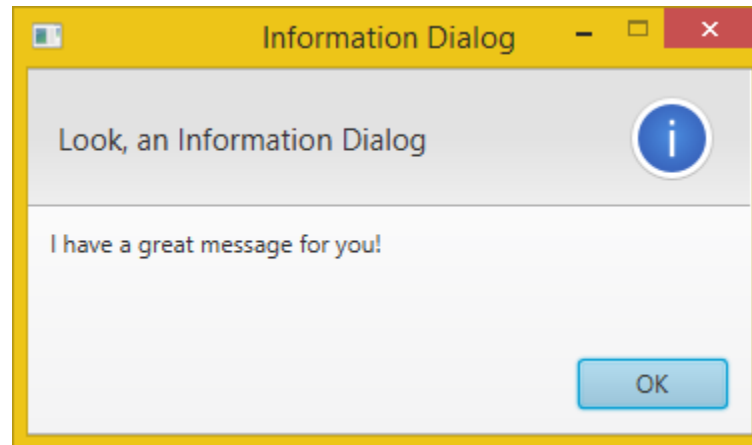 Information Dialog
Look, an Information Dialog
i
I have a great message for you!
OK